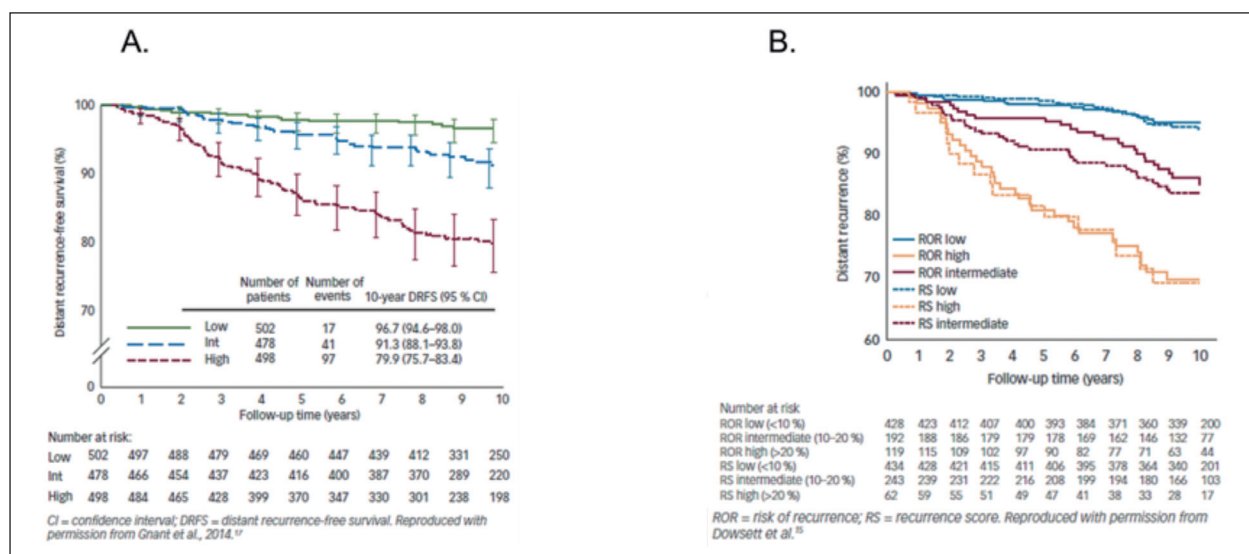 A.
Distant recurrence-free survival (%)
100
90
80
70
0
Number of patients Number of events 10-year DRFS (95 % CI)
Low 502 17 96.7 (94.6–98.0)
Int 478 41 91.3 (88.1–93.8)
High 498 97 79.9 (75.7–83.4)
0 1 2 3 4 5 6 7 8 9 10
Follow-up time (years)
Number at risk:
Low 502 497 488 479 469 460 447 439 412 331 250
Int 478 466 454 437 423 416 400 387 370 289 220
High 498 484 465 428 399 370 347 330 301 238 198
CI = confidence interval; DRFS = distant recurrence-free survival. Reproduced with
permission from Gnant et al., 2014.¹⁷
B.
Distant recurrence (%)
100
90
80
70
60
ROR low
ROR high
ROR intermediate
RS low
RS high
RS intermediate
0 1 2 3 4 5 6 7 8 9 10
Follow-up time (years)
Number at risk
ROR low (<10 %) 428 423 412 407 400 393 384 371 360 339 200
ROR intermediate (10–20 %) 192 188 186 179 179 178 169 162 146 132 77
ROR high (>20 %) 119 115 109 102 97 90 82 77 71 63 44
RS low (<10 %) 434 428 421 415 411 406 395 378 364 340 201
RS intermediate (10–20 %) 243 239 231 222 216 208 199 194 180 166 103
RS high (>20 %) 62 59 55 51 49 47 41 38 33 28 17
ROR = risk of recurrence; RS = recurrence score. Reproduced with permission from
Dowsett et al.¹⁵